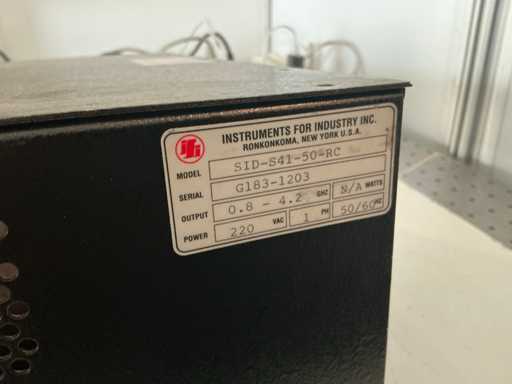 ifi
INSTRUMENTS FOR INDUSTRY INC.
RONKONKOMA, NEW YORK U.S.A.
MODEL SID-S41-50-RC
SERIAL G183-1203
OUTPUT 0.8 - 4.2 GHZ N/A WATTS
POWER 220 VAC 1 PH 50/60 HZ